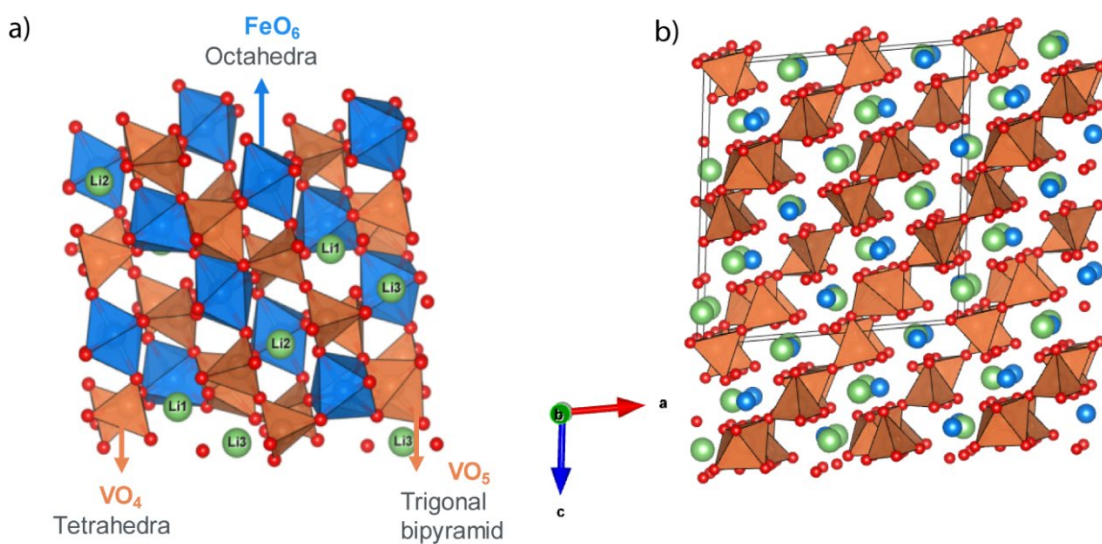 a)
FeO₆
Octahedra
b)
Li2
Li1
Li3
Li2
Li1
Li3
Li3
VO₄
Tetrahedra
VO₅
Trigonal
bipyramid
b
a
c